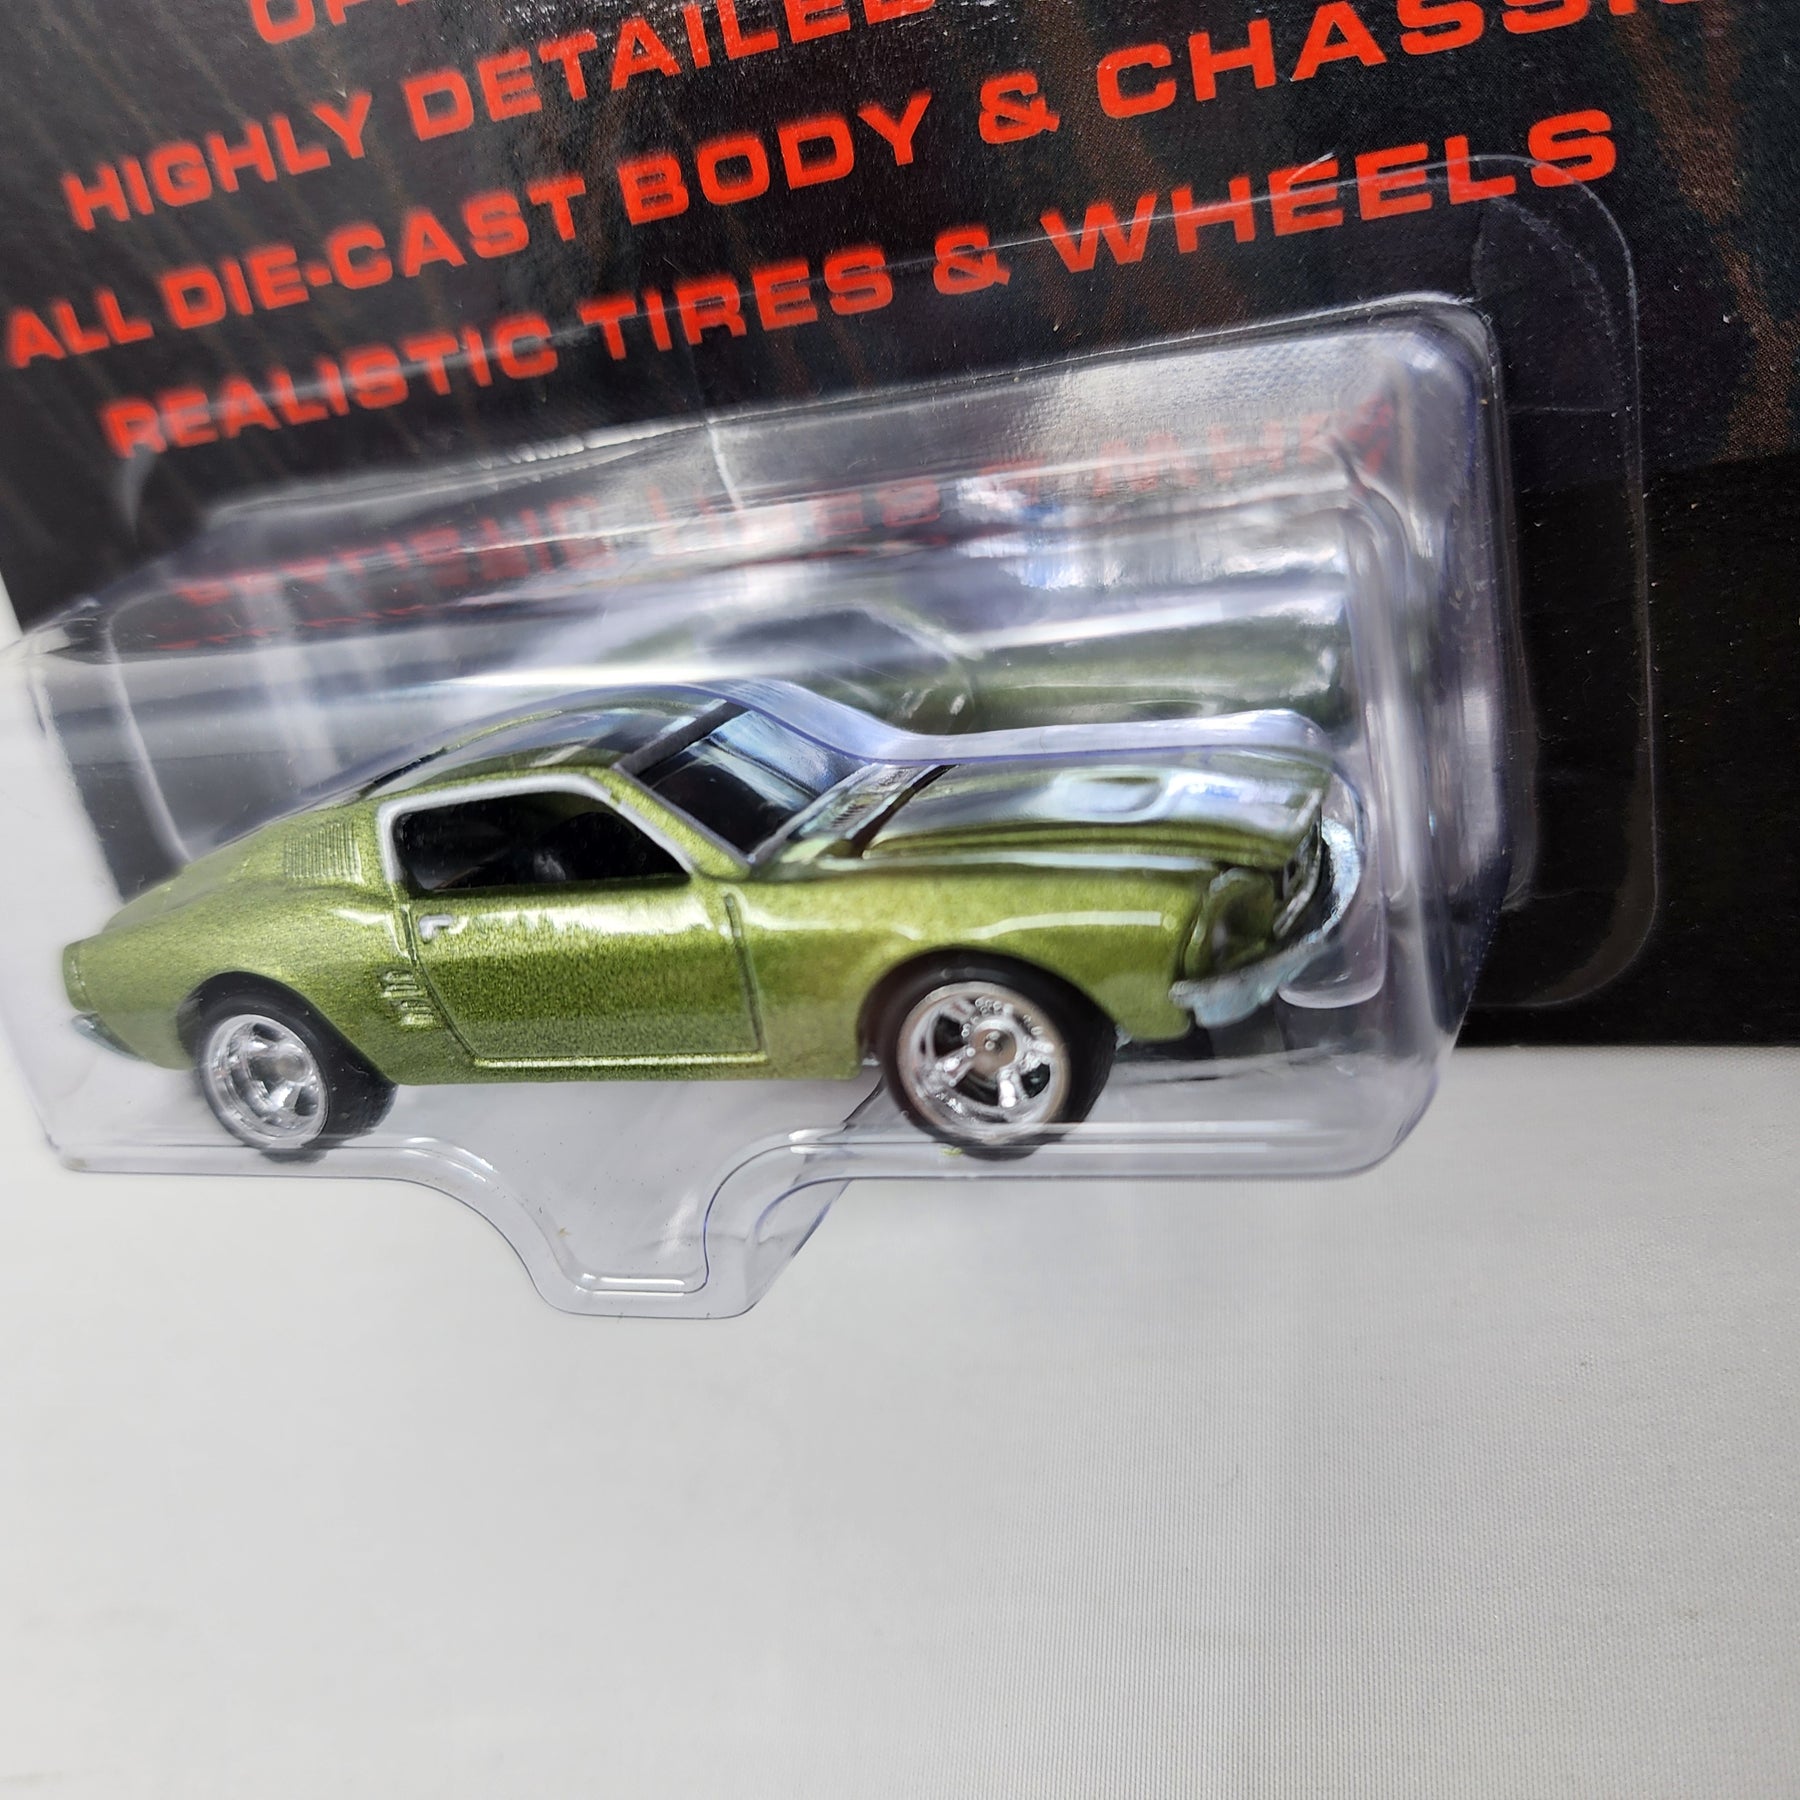 HIGHLY DETAILED
ALL DIE-CAST BODY & CHASSIS
REALISTIC TIRES & WHEELS